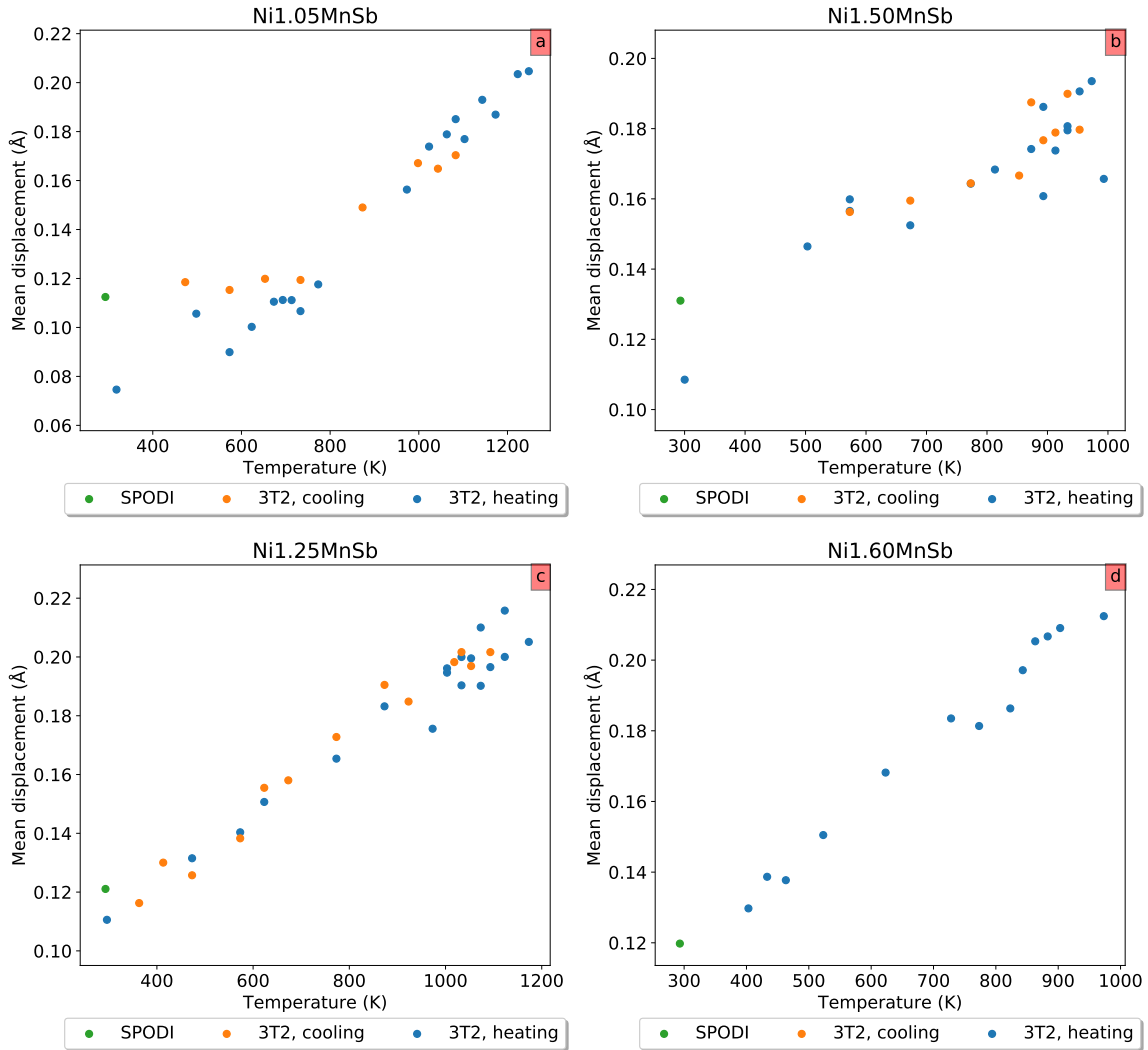 Ni1.05MnSb
a
Mean displacement (Å)
0.22
0.20
0.18
0.16
0.14
0.12
0.10
0.08
0.06
400 600 800 1000 1200
Temperature (K)
SPODI 3T2, cooling 3T2, heating
Ni1.50MnSb
b
Mean displacement (Å)
0.20
0.18
0.16
0.14
0.12
0.10
300 400 500 600 700 800 900 1000
Temperature (K)
SPODI 3T2, cooling 3T2, heating
Ni1.25MnSb
c
Mean displacement (Å)
0.22
0.20
0.18
0.16
0.14
0.12
0.10
400 600 800 1000 1200
Temperature (K)
SPODI 3T2, cooling 3T2, heating
Ni1.60MnSb
d
Mean displacement (Å)
0.22
0.20
0.18
0.16
0.14
0.12
300 400 500 600 700 800 900 1000
Temperature (K)
SPODI 3T2, cooling 3T2, heating